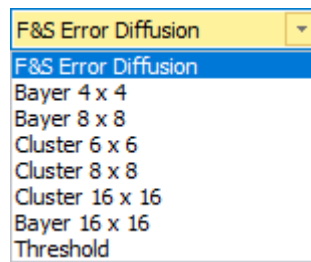 F&S Error Diffusion
F&S Error Diffusion
Bayer 4 x 4
Bayer 8 x 8
Cluster 6 x 6
Cluster 8 x 8
Cluster 16 x 16
Bayer 16 x 16
Threshold